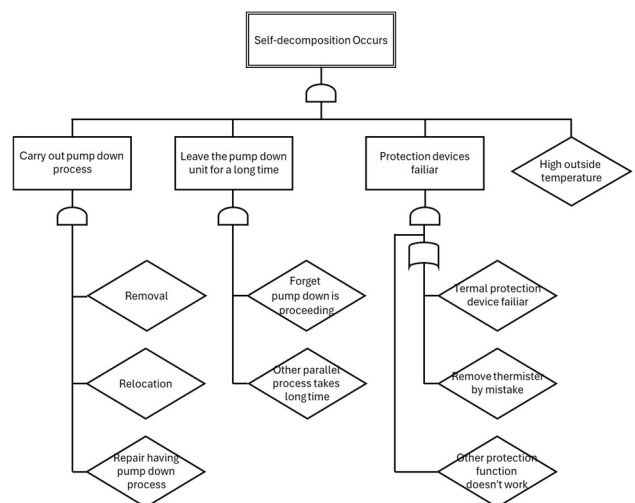 Self-decomposition Occurs
Carry out pump down
process
Leave the pump down
unit for a long time
Protection devices
failiar
High outside
temperature
Removal
Forget
pump down is
proceeding
Termal protection
device failiar
Relocation
Other parallel
process takes
long time
Remove thermister
by mistake
Repair having
pump down
process
Other protection
function
doesn't work